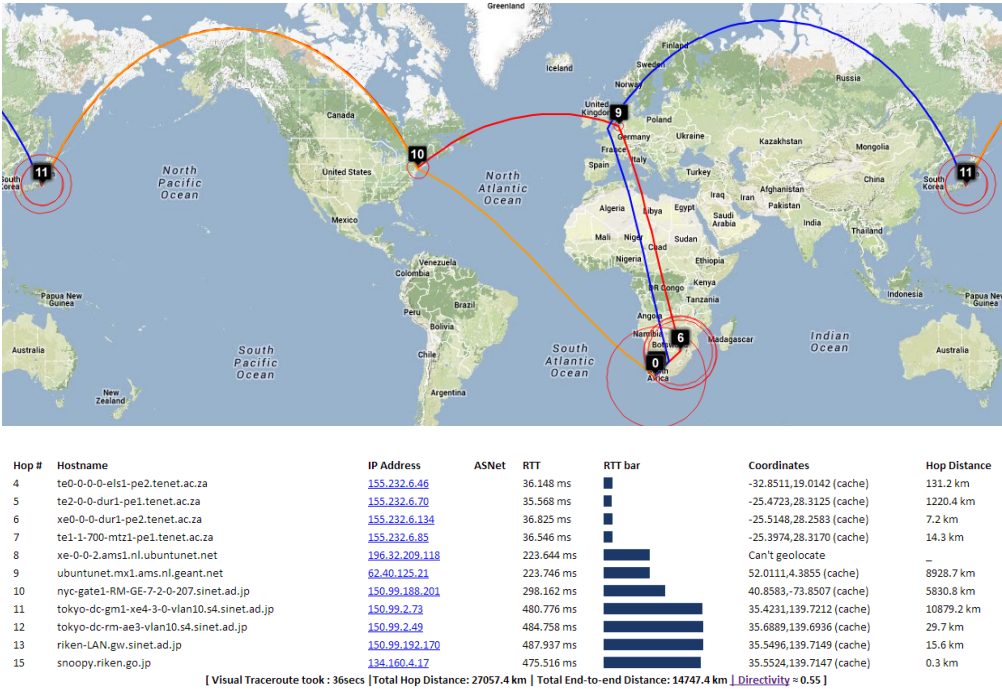 Greenland
Finland
Iceland
Sweden
Russia
Norway
Canada
United
Kingdom
9
Poland
Germany
Ukraine
Kazakhstan
Mongolia
France
10
11
South
Korea
North
Pacific
Ocean
United States
North
Atlantic
Ocean
Spain
Italy
Turkey
China
11
South
Korea
Iraq
Iran
Afghanistan
Pakistan
Algeria
Libya
Egypt
Saudi
Arabia
India
Mexico
Mali
Niger
Chad
Sudan
Thailand
Nigeria
Ethiopia
Venezuela
Colombia
Kenya
DR Congo
Tanzania
Indonesia
Papua New
Guinea
Papua New
Guinea
Peru
Brazil
Bolivia
Angola
Namibia
6
Madagascar
Indian
Ocean
Australia
South
Pacific
Ocean
Chile
South
Atlantic
Ocean
0
Australia
New
Zealand
Argentina
Hop # Hostname IP Address ASNet RTT RTT bar Coordinates Hop Distance
4 te0-0-0-0-els1-pe2.tenet.ac.za 155.232.6.46 36.148 ms -32.8511,19.0142 (cache) 131.2 km
5 te2-0-0-dur1-pe1.tenet.ac.za 155.232.6.70 35.568 ms -25.4723,28.3125 (cache) 1220.4 km
6 xe0-0-0-dur1-pe2.tenet.ac.za 155.232.6.134 36.825 ms -25.5148,28.2583 (cache) 7.2 km
7 te1-1-700-mtz1-pe1.tenet.ac.za 155.232.6.85 36.546 ms -25.3974,28.3170 (cache) 14.3 km
8 xe-0-0-2.ams1.nl.ubuntunet.net 196.32.209.118 223.644 ms Can't geolocate _
9 ubuntunet.mx1.ams.nl.geant.net 62.40.125.21 223.746 ms 52.0111,4.3855 (cache) 8928.7 km
10 nyc-gate1-RM-GE-7-2-0-207.sinet.ad.jp 150.99.188.201 298.162 ms 40.8583,-73.8507 (cache) 5830.8 km
11 tokyo-dc-gm1-xe4-3-0-vlan10.s4.sinet.ad.jp 150.99.2.73 480.776 ms 35.4231,139.7212 (cache) 10879.2 km
12 tokyo-dc-rm-ae3-vlan10.s4.sinet.ad.jp 150.99.2.49 484.758 ms 35.6889,139.6936 (cache) 29.7 km
13 riken-LAN.gw.sinet.ad.jp 150.99.192.170 487.937 ms 35.5496,139.7149 (cache) 15.6 km
15 snoopy.riken.go.jp 134.160.4.17 475.516 ms 35.5524,139.7147 (cache) 0.3 km
[ Visual Traceroute took : 36secs |Total Hop Distance: 27057.4 km | Total End-to-end Distance: 14747.4 km | Directivity ≈ 0.55 ]